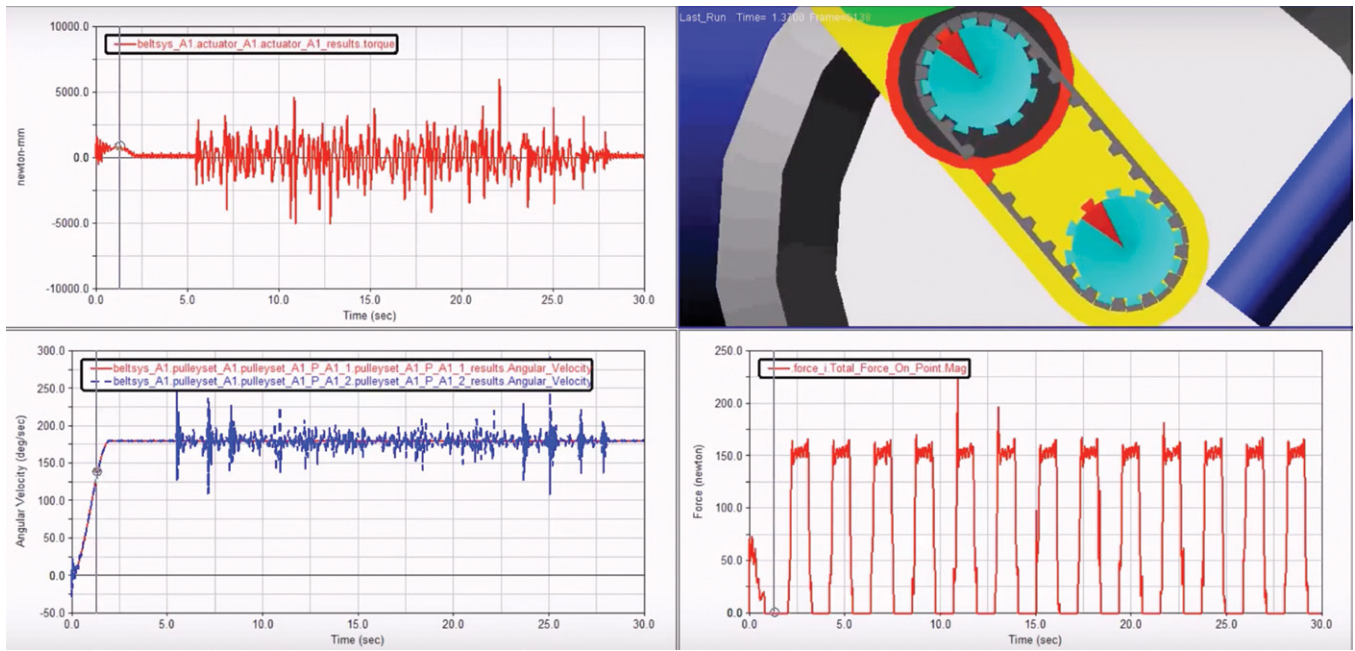 beltsys_A1.actuator_A1.actuator_A1_results.torque
10000.0
5000.0
0.0
-5000.0
-10000.0
newton-mm
0.0 5.0 10.0 15.0 20.0 25.0 30.0
Time (sec)
Last_Run Time= 1.3700 Frame=5138
beltsys_A1.pulleyset_A1.pulleyset_A1_P_A1_1.pulleyset_A1_P_A1_1_results.Angular_Velocity
beltsys_A1.pulleyset_A1.pulleyset_A1_P_A1_2.pulleyset_A1_P_A1_2_results.Angular_Velocity
300.0
250.0
200.0
150.0
100.0
50.0
0.0
-50.0
Angular Velocity (deg/sec)
0.0 5.0 10.0 15.0 20.0 25.0 30.0
Time (sec)
force_i.Total_Force_On_Point.Mag
250.0
200.0
150.0
100.0
50.0
0.0
Force (newton)
0.0 5.0 10.0 15.0 20.0 25.0 30.0
Time (sec)